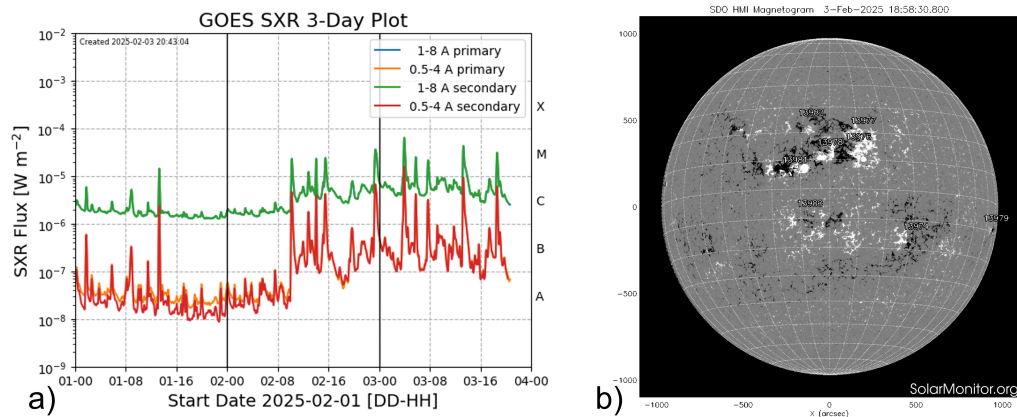 GOES SXR 3-Day Plot
Created 2025-02-03 20:43:04
1-8 A primary
0.5-4 A primary
1-8 A secondary
0.5-4 A secondary
10−2
10−3
10−4
10−5
10−6
10−7
10−8
10−9
SXR Flux [W m−2]
X
M
C
B
A
01-00 01-08 01-16 02-00 02-08 02-16 03-00 03-08 03-16 04-00
Start Date 2025-02-01 [DD-HH]
a)
SDO HMI Magnetogram 3-Feb-2025 18:58:30.800
1000
500
0
-500
-1000
13977
13981
13980
13979
-1000 -500 0 500 1000
X (arcsec)
SolarMonitor.org
b)